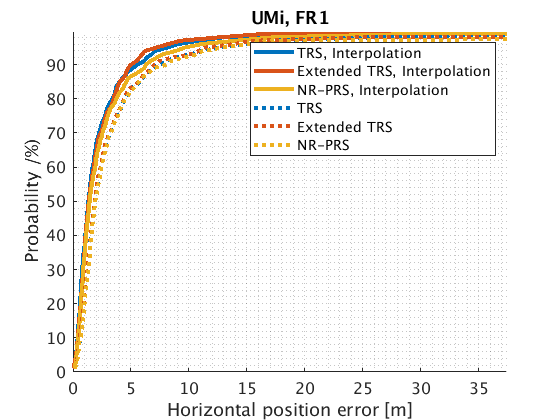 UMi, FR1
TRS, Interpolation
Extended TRS, Interpolation
NR-PRS, Interpolation
TRS
Extended TRS
NR-PRS
90
80
70
60
50
40
30
20
10
0
Probability /%)
0 5 10 15 20 25 30 35
Horizontal position error [m]